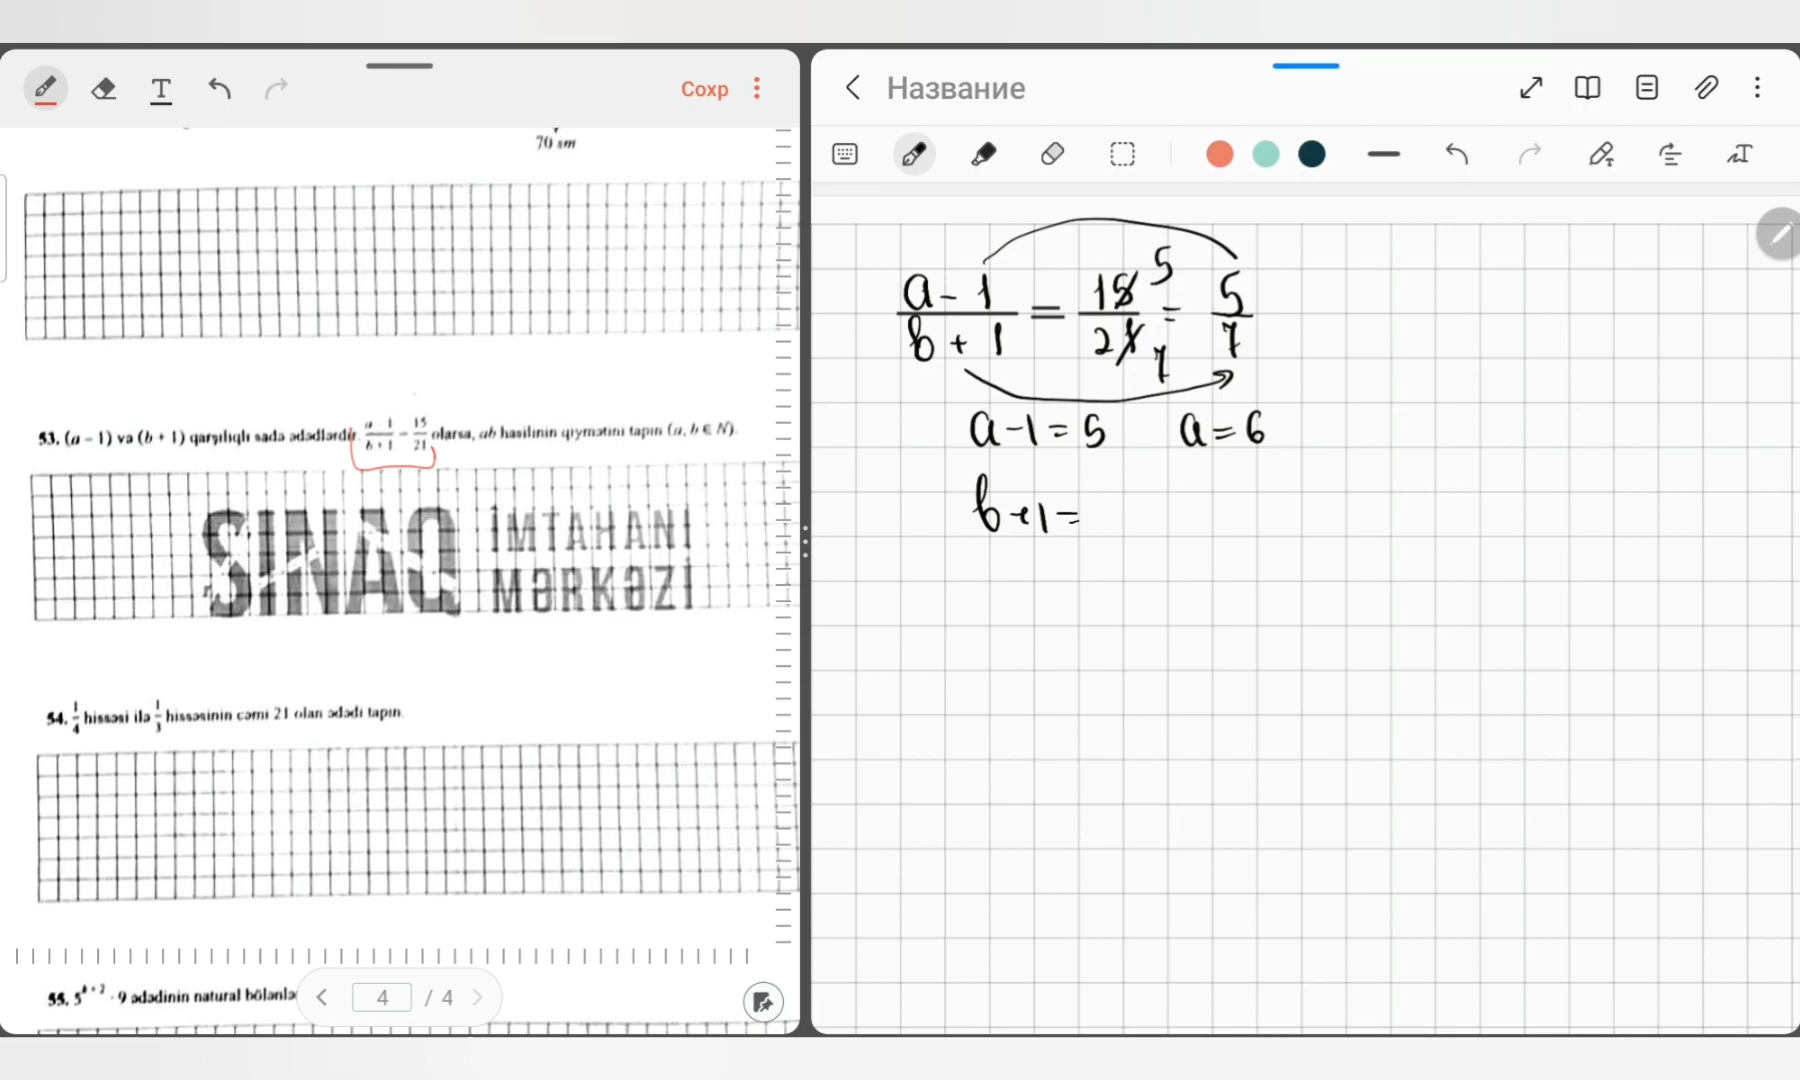 Сохр
70 sm
53. (a − 1) və (b + 1) qarşılıqlı sadə ədədlərdir. a − 1 / b + 1 = 15 / 21 olarsa, ab hasilinin qiymətini tapın (a, b ∈ N).
SINAQ İMTAHANI
MƏRKƏZİ
54. 1/4 hissəsi ilə 1/3 hissəsinin cəmi 21 olan ədədi tapın.
4 / 4
Название
a - 1 / b + 1 = 15 / 21 = 5 / 7
5
7
a - 1 = 5 a = 6
b + 1 =